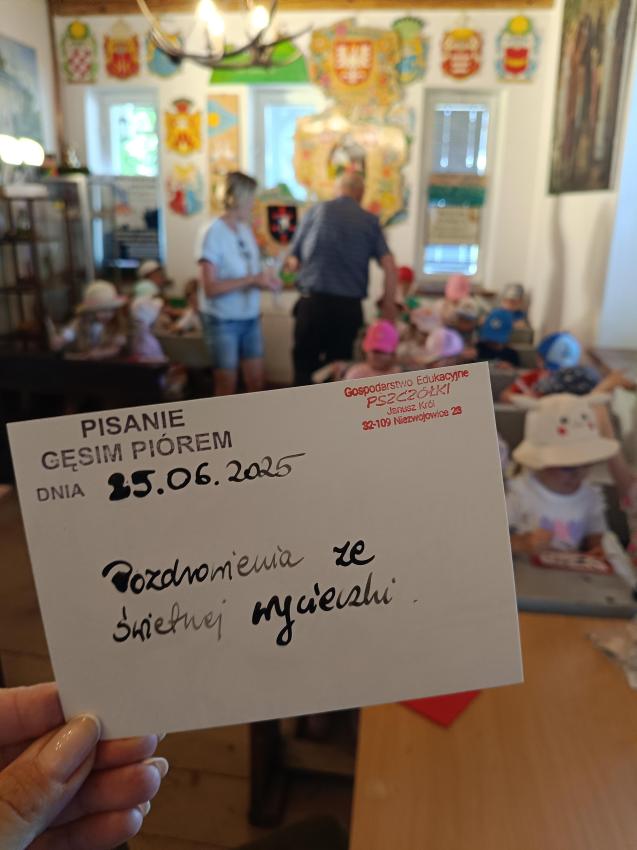 PISANIE
GĘSIM PIÓREM
DNIA 25.06.2025
Gospodarstwo Edukacyjne
PSZCZÓŁKI
Janusz Król
32-109 Niezwojowice 23
Pozdrowienia ze
świetnej wycieczki.